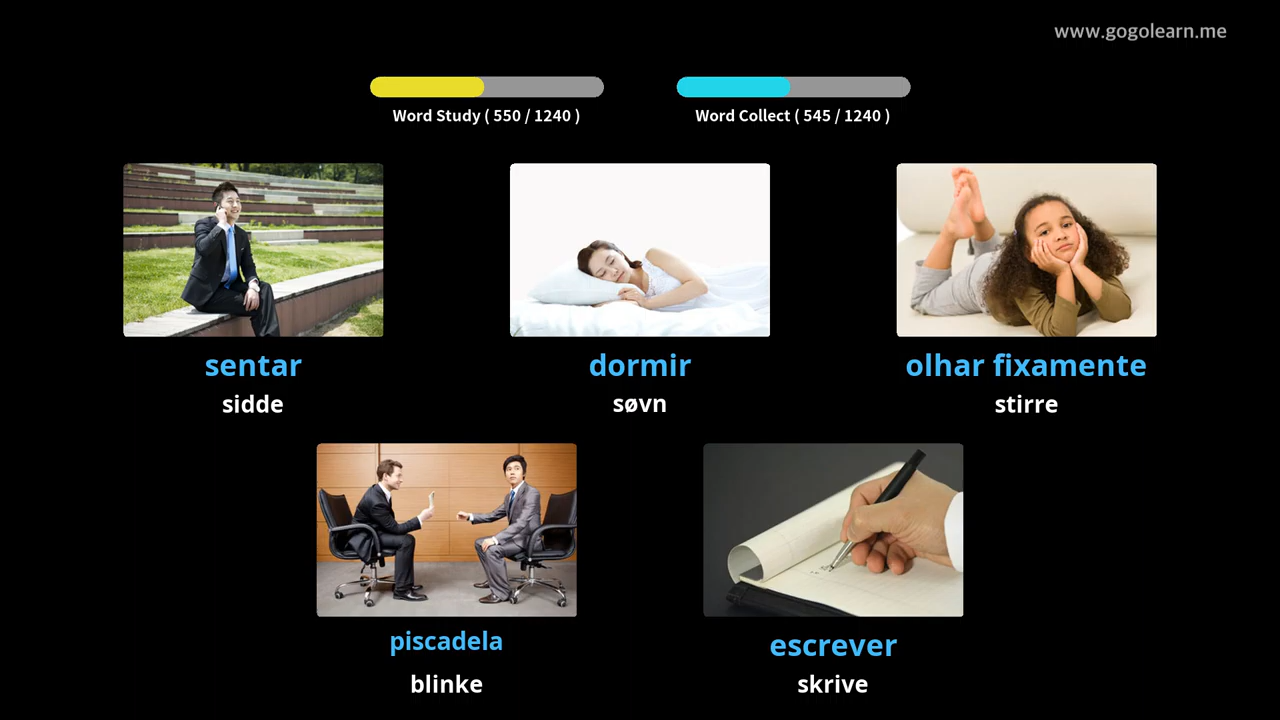 www.gogolearn.me
Word Study ( 550 / 1240 )
Word Collect ( 545 / 1240 )
sentar
sidde
dormir
søvn
olhar fixamente
stirre
piscadela
blinke
escrever
skrive